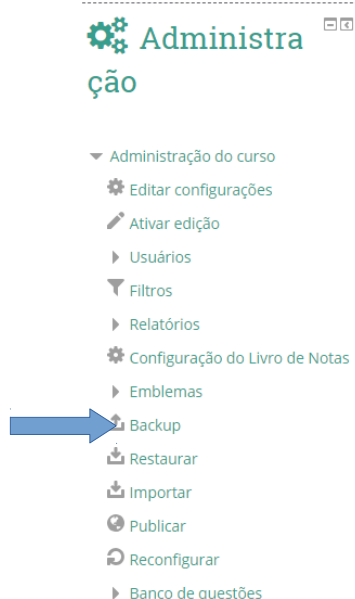 Administra
ção
Administração do curso
Editar configurações
Ativar edição
Usuários
Filtros
Relatórios
Configuração do Livro de Notas
Emblemas
Backup
Restaurar
Importar
Publicar
Reconfigurar
Banco de questões